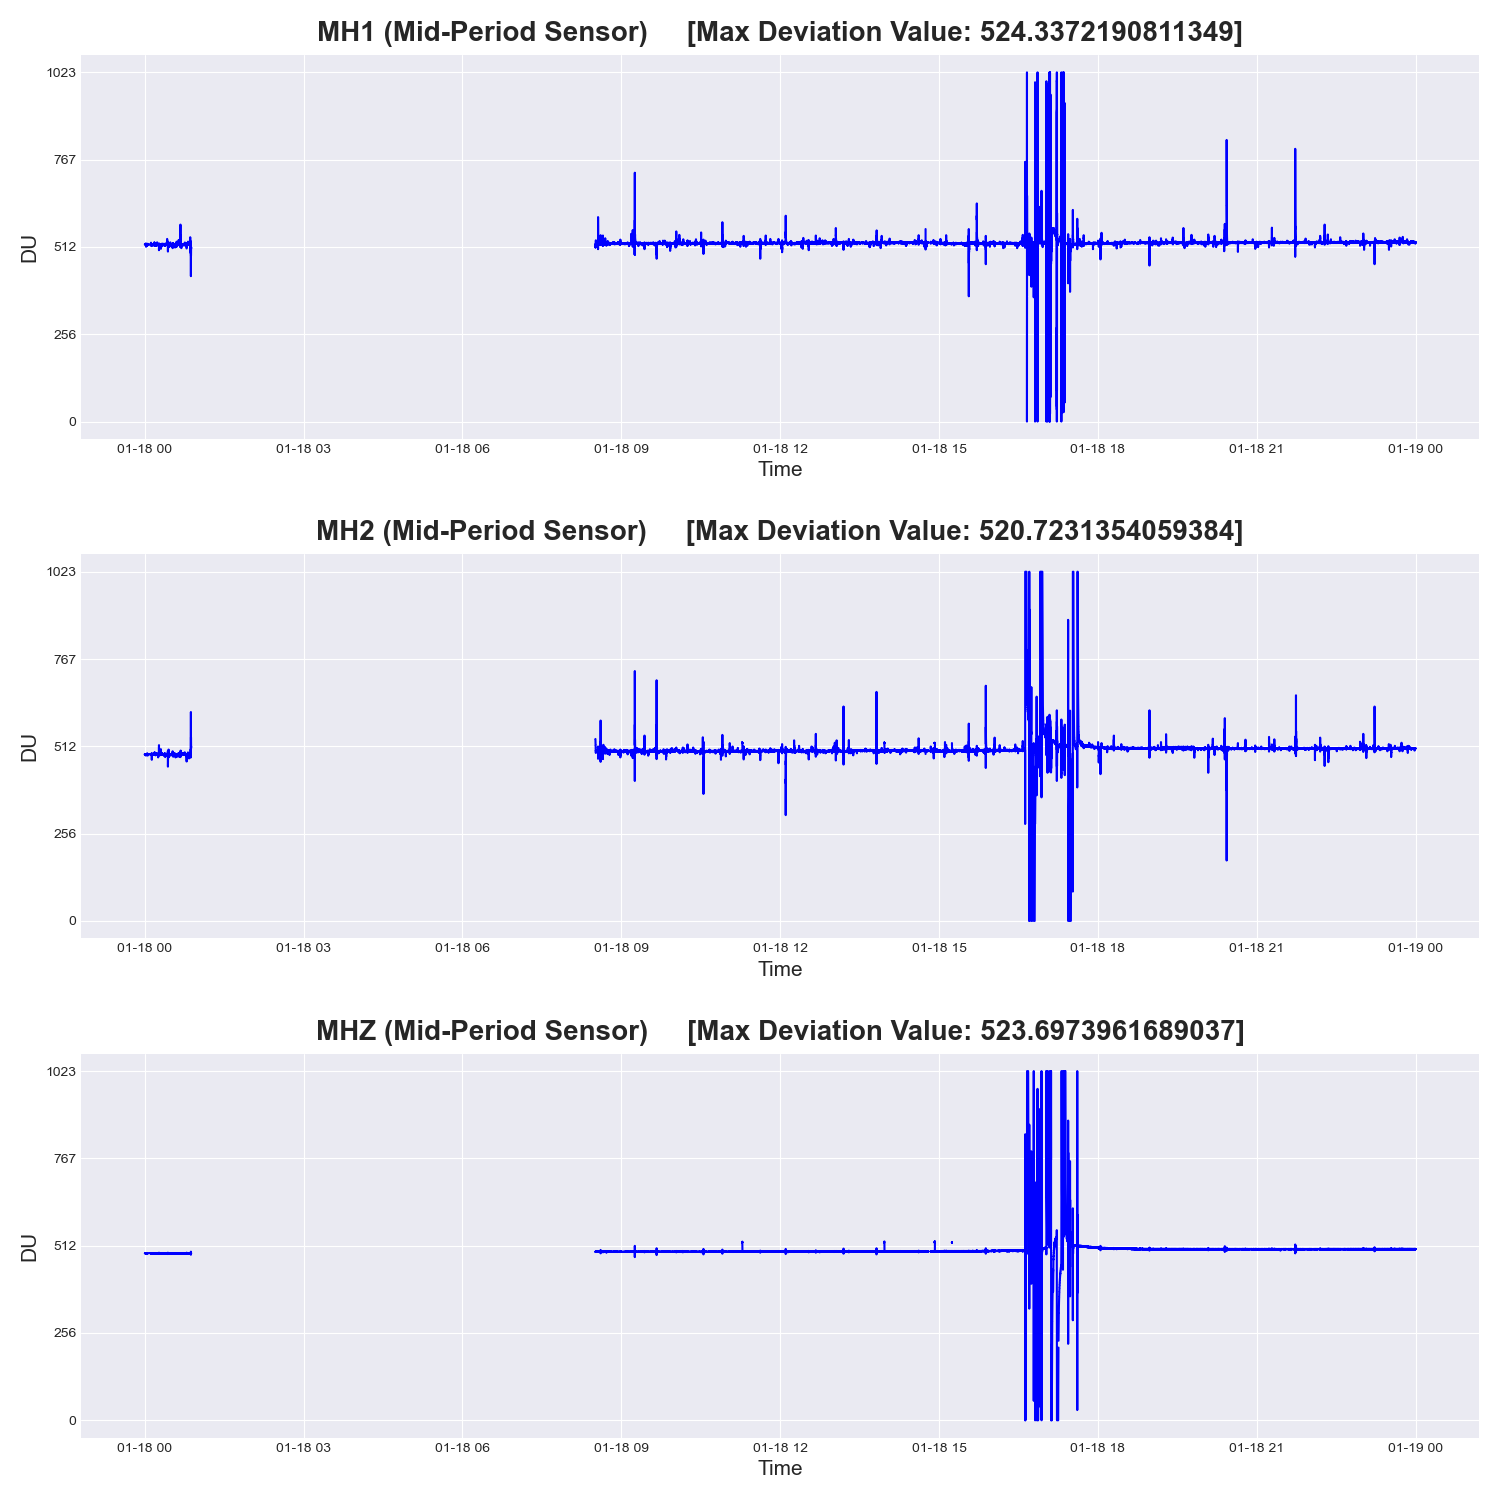 MH1 (Mid-Period Sensor) [Max Deviation Value: 524.3372190811349]
1023
767
512
256
0
DU
01-18 00 01-18 03 01-18 06 01-18 09 01-18 12 01-18 15 01-18 18 01-18 21 01-19 00
Time
MH2 (Mid-Period Sensor) [Max Deviation Value: 520.7231354059384]
1023
767
512
256
0
DU
01-18 00 01-18 03 01-18 06 01-18 09 01-18 12 01-18 15 01-18 18 01-18 21 01-19 00
Time
MHZ (Mid-Period Sensor) [Max Deviation Value: 523.6973961689037]
1023
767
512
256
0
DU
01-18 00 01-18 03 01-18 06 01-18 09 01-18 12 01-18 15 01-18 18 01-18 21 01-19 00
Time